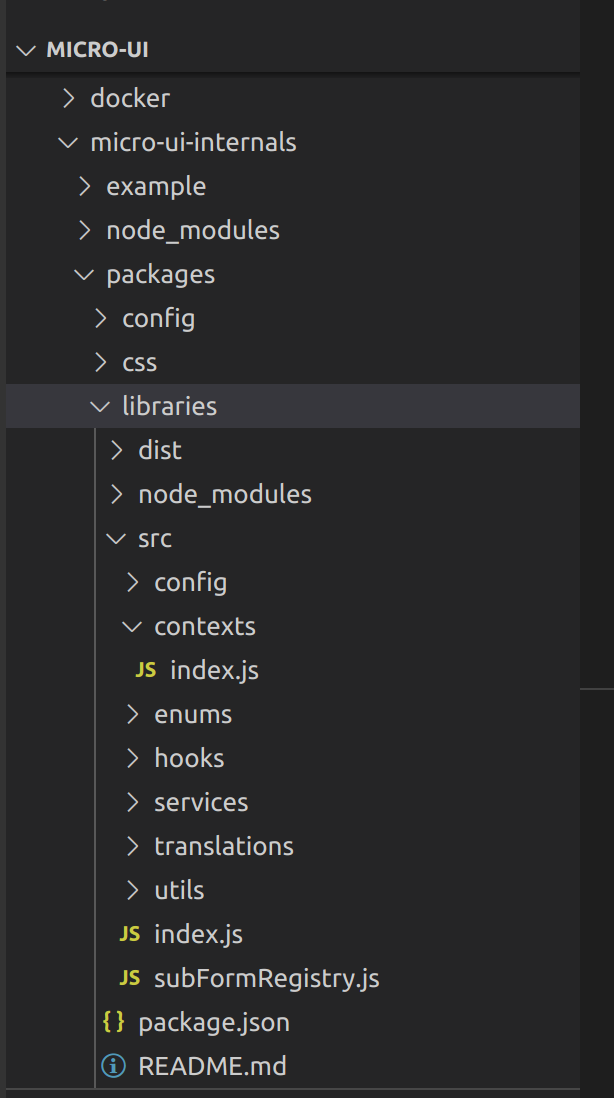 MICRO-UI
docker
micro-ui-internals
example
node_modules
packages
config
css
libraries
dist
node_modules
src
config
contexts
JS index.js
enums
hooks
services
translations
utils
JS index.js
JS subFormRegistry.js
{ } package.json
README.md